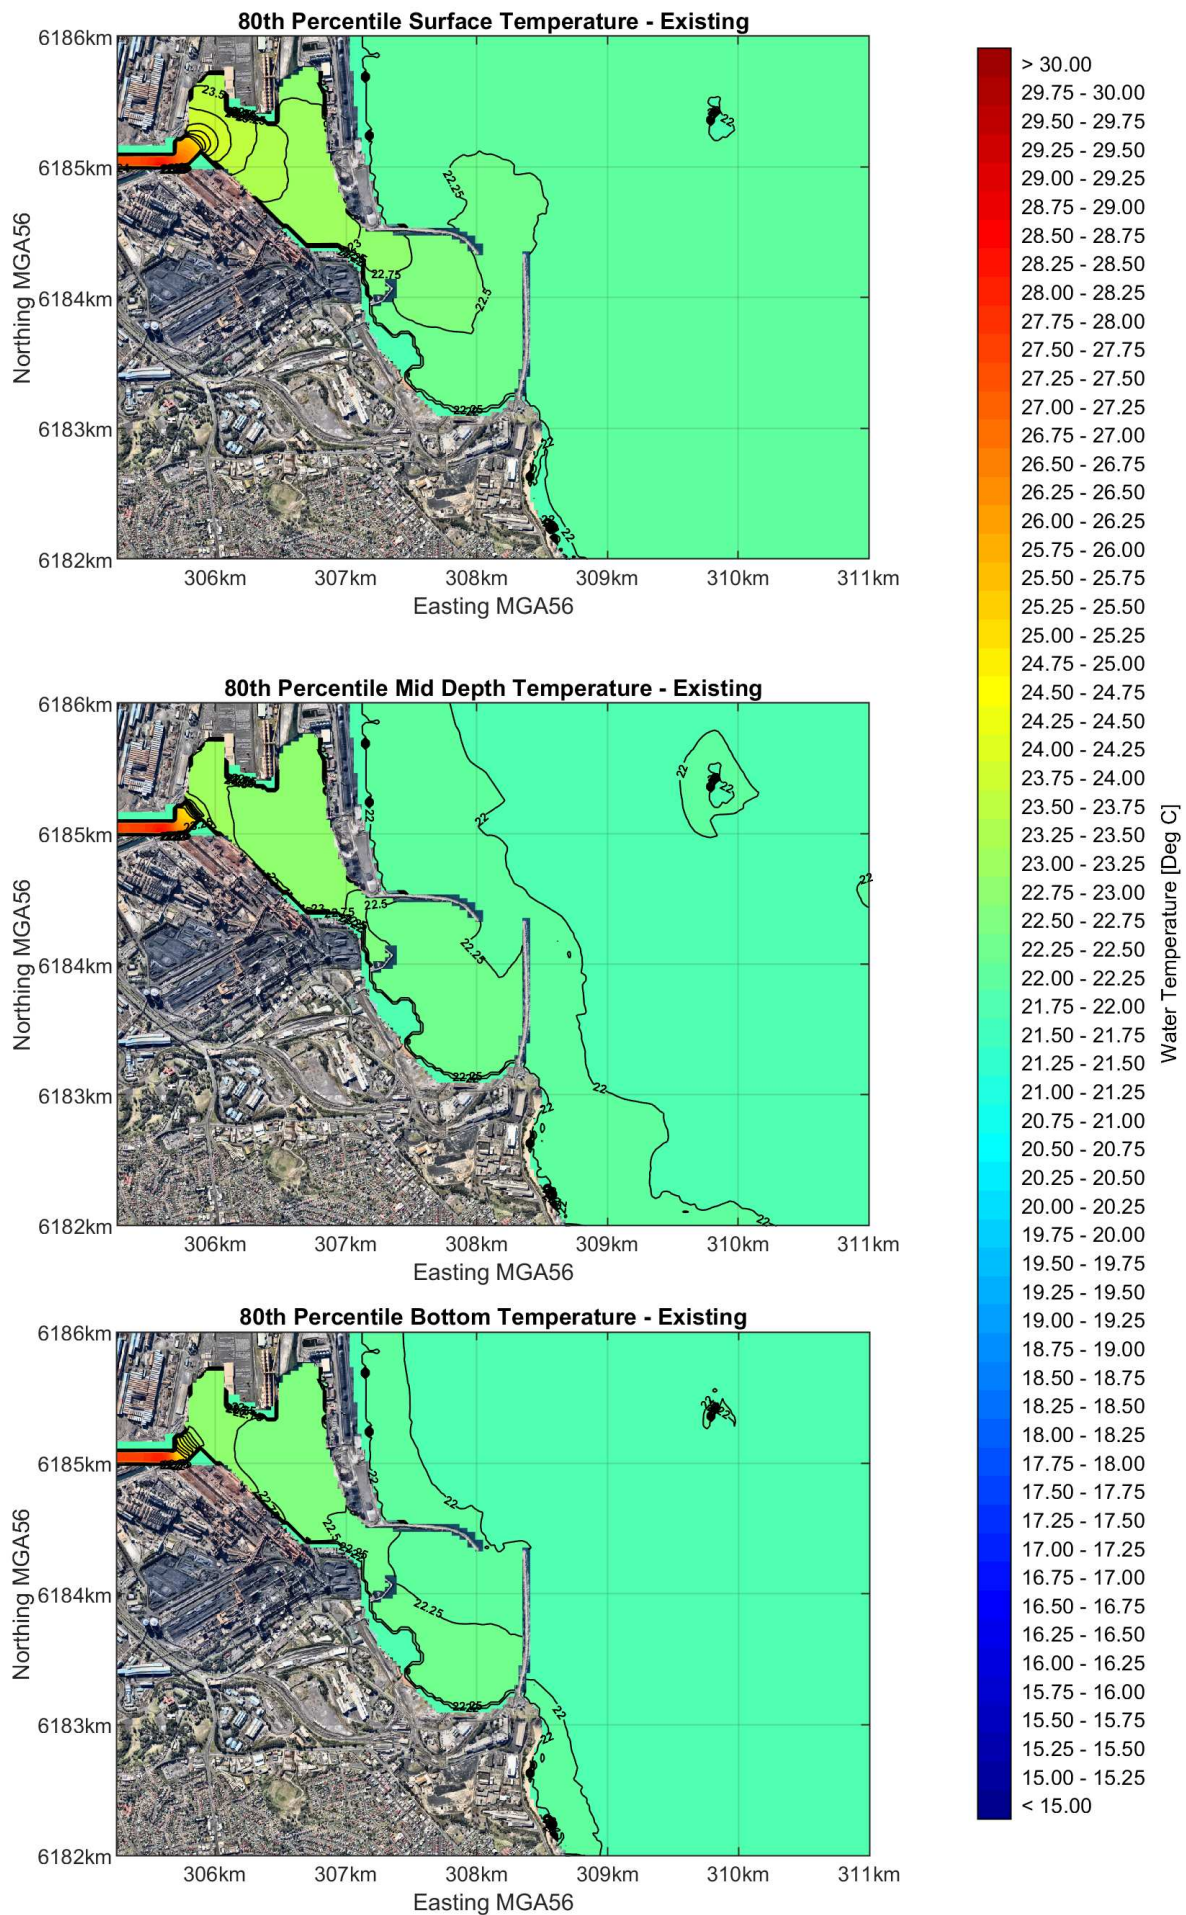 80th Percentile Surface Temperature - Existing
6186km
6185km
6184km
6183km
6182km
Northing MGA56
23.5
22.25
23
22.75
22.5
22.25
22
22
22
306km
307km
308km
309km
310km
311km
Easting MGA56
80th Percentile Mid Depth Temperature - Existing
6186km
6185km
6184km
6183km
6182km
Northing MGA56
23.25
22
22
22
22
22
23
22.75
22.5
22.25
22.25
22
22
22
306km
307km
308km
309km
310km
311km
Easting MGA56
80th Percentile Bottom Temperature - Existing
6186km
6185km
6184km
6183km
6182km
Northing MGA56
22
22
22
22.5
22.25
22.25
22.25
22
22
306km
307km
308km
309km
310km
311km
Easting MGA56
> 30.00
29.75 - 30.00
29.50 - 29.75
29.25 - 29.50
29.00 - 29.25
28.75 - 29.00
28.50 - 28.75
28.25 - 28.50
28.00 - 28.25
27.75 - 28.00
27.50 - 27.75
27.25 - 27.50
27.00 - 27.25
26.75 - 27.00
26.50 - 26.75
26.25 - 26.50
26.00 - 26.25
25.75 - 26.00
25.50 - 25.75
25.25 - 25.50
25.00 - 25.25
24.75 - 25.00
24.50 - 24.75
24.25 - 24.50
24.00 - 24.25
23.75 - 24.00
23.50 - 23.75
23.25 - 23.50
23.00 - 23.25
22.75 - 23.00
22.50 - 22.75
22.25 - 22.50
22.00 - 22.25
21.75 - 22.00
21.50 - 21.75
21.25 - 21.50
21.00 - 21.25
20.75 - 21.00
20.50 - 20.75
20.25 - 20.50
20.00 - 20.25
19.75 - 20.00
19.50 - 19.75
19.25 - 19.50
19.00 - 19.25
18.75 - 19.00
18.50 - 18.75
18.25 - 18.50
18.00 - 18.25
17.75 - 18.00
17.50 - 17.75
17.25 - 17.50
17.00 - 17.25
16.75 - 17.00
16.50 - 16.75
16.25 - 16.50
16.00 - 16.25
15.75 - 16.00
15.50 - 15.75
15.25 - 15.50
15.00 - 15.25
< 15.00
Water Temperature [Deg C]